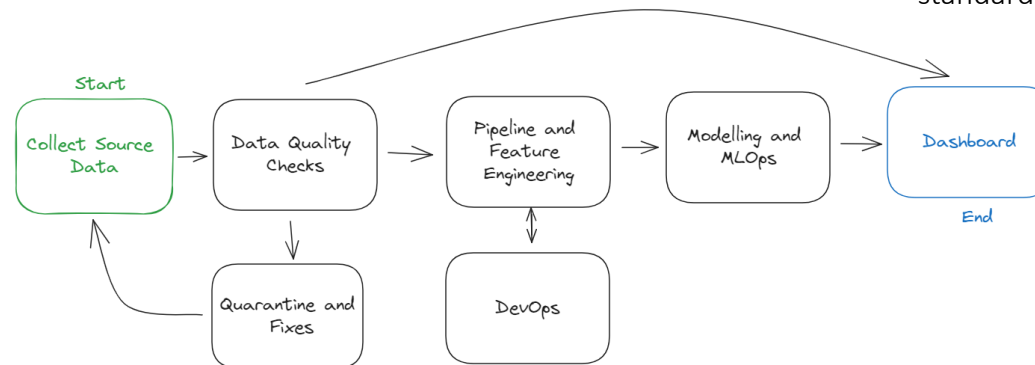 Start
Collect Source
Data
Data Quality
Checks
Pipeline and
Feature
Engineering
Modelling and
MLOps
Dashboard
End
Quarantine and
Fixes
DevOps